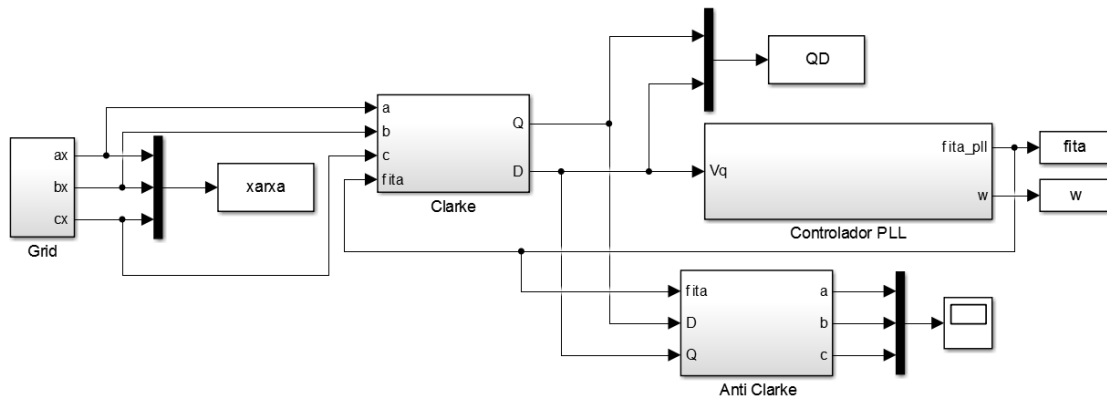 ax
bx
cx
Grid
xarxa
a
b
c
fita
Q
D
Clarke
QD
Vq
fita_pll
w
Controlador PLL
fita
w
fita
D
Q
a
b
c
Anti Clarke